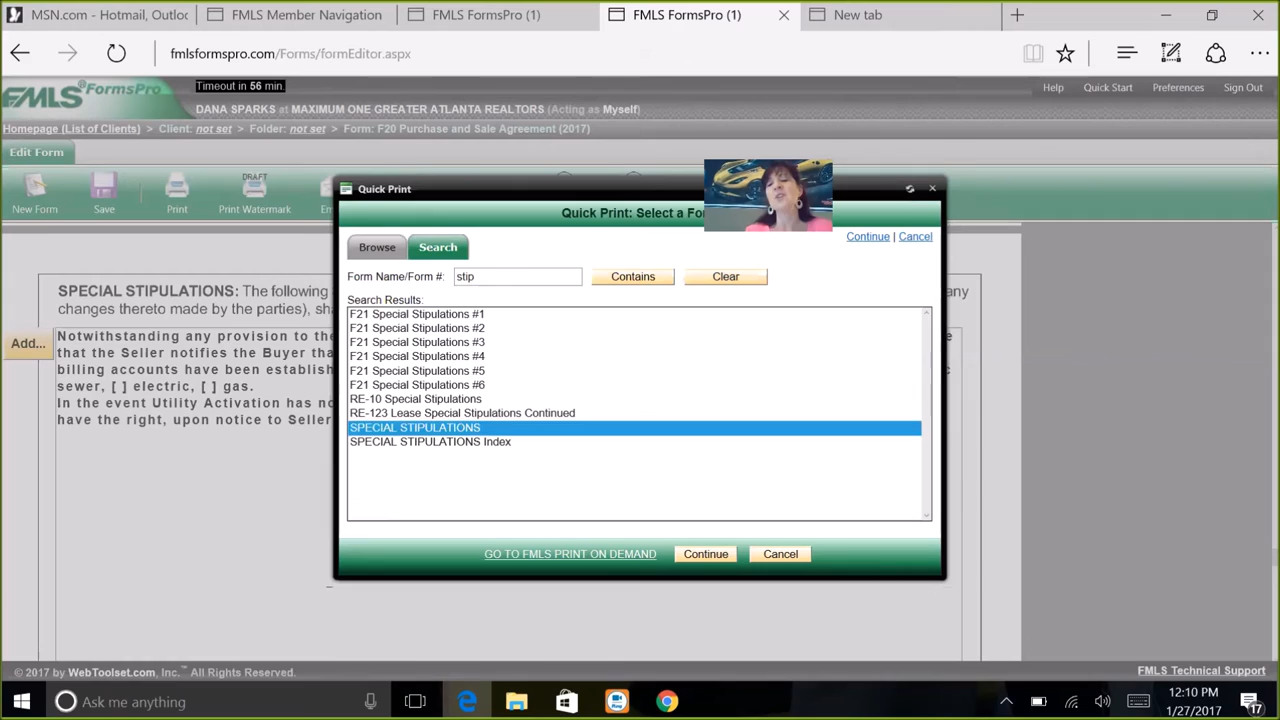 MSN.com - Hotmail, Outloo
FMLS Member Navigation
FMLS FormsPro (1)
FMLS FormsPro (1)
New tab
fmlsformspro.com/Forms/formEditor.aspx
FMLS®FormsPro
Timeout in 56 min.
DANA SPARKS at MAXIMUM ONE GREATER ATLANTA REALTORS (Acting as Myself)
Help
Quick Start
Preferences
Sign Out
Homepage (List of Clients) > Client: not set > Folder: not set > Form: F20 Purchase and Sale Agreement (2017)
Edit Form
New Form
Save
Print
DRAFT
Print Watermark
Quick Print
Quick Print: Select a
Continue | Cancel
Browse
Search
Form Name/Form #:
stip
Contains
Clear
Search Results:
F21 Special Stipulations #1
F21 Special Stipulations #2
F21 Special Stipulations #3
F21 Special Stipulations #4
F21 Special Stipulations #5
F21 Special Stipulations #6
RE-10 Special Stipulations
RE-123 Lease Special Stipulations Continued
SPECIAL STIPULATIONS
SPECIAL STIPULATIONS Index
GO TO FMLS PRINT ON DEMAND
Continue
Cancel
SPECIAL STIPULATIONS: The following
any
changes thereto made by the parties), sha
Add...
Notwithstanding any provision to the
that the Seller notifies the Buyer tha
billing accounts have been establish
sewer, [ ] electric, [ ] gas.
In the event Utility Activation has no
have the right, upon notice to Seller
© 2017 by WebToolset.com, Inc.™ All Rights Reserved.
FMLS Technical Support
Ask me anything
Ring
12:10 PM
1/27/2017
17